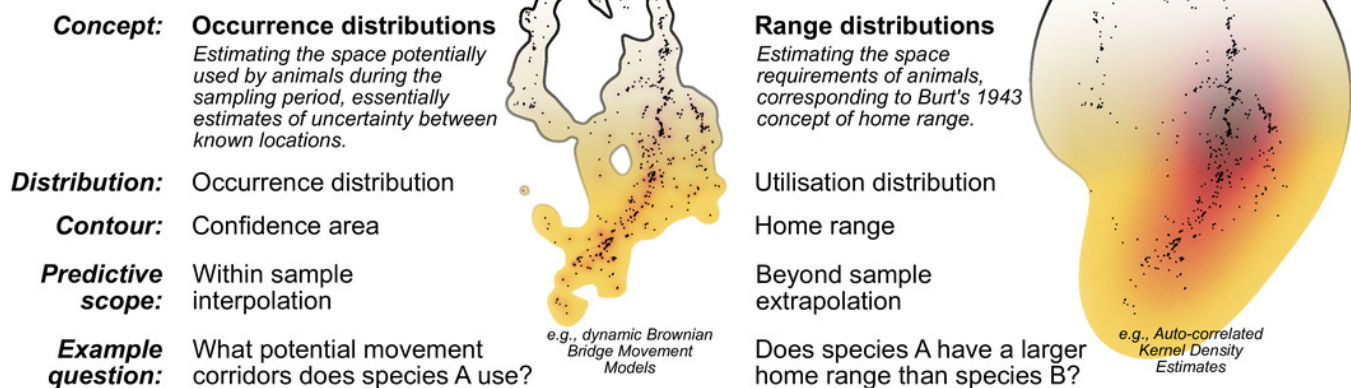 Concept:
Occurrence distributions
Estimating the space potentially
used by animals during the
sampling period, essentially
estimates of uncertainty between
known locations.
Range distributions
Estimating the space
requirements of animals,
corresponding to Burt's 1943
concept of home range.
Distribution:
Occurrence distribution
Utilisation distribution
Contour:
Confidence area
Home range
Predictive
scope:
Within sample
interpolation
Beyond sample
extrapolation
Example
question:
What potential movement
corridors does species A use?
e.g., dynamic Brownian
Bridge Movement
Models
Does species A have a larger
home range than species B?
e.g., Auto-correlated
Kernel Density
Estimates